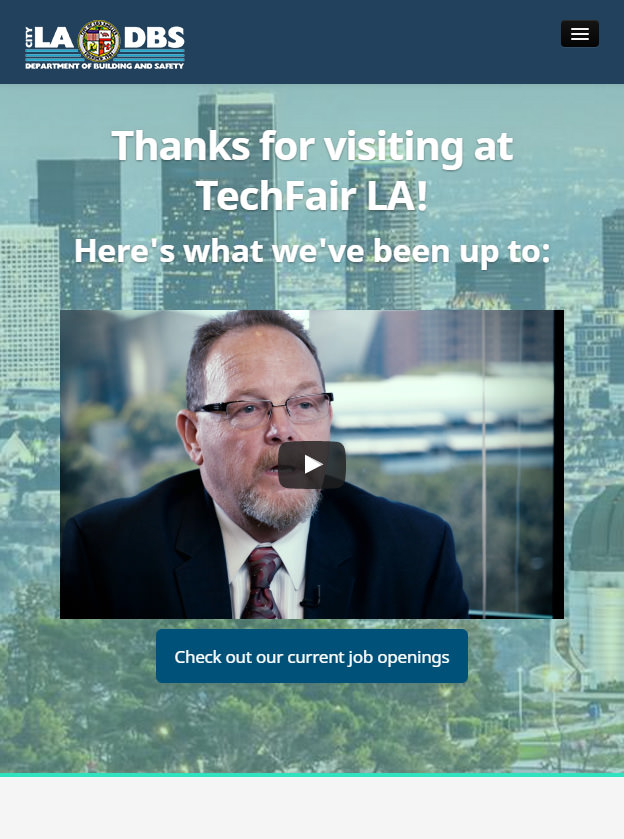 CITY
LA DBS
DEPARTMENT OF BUILDING AND SAFETY
Thanks for visiting at
TechFair LA!
Here's what we've been up to:
Check out our current job openings